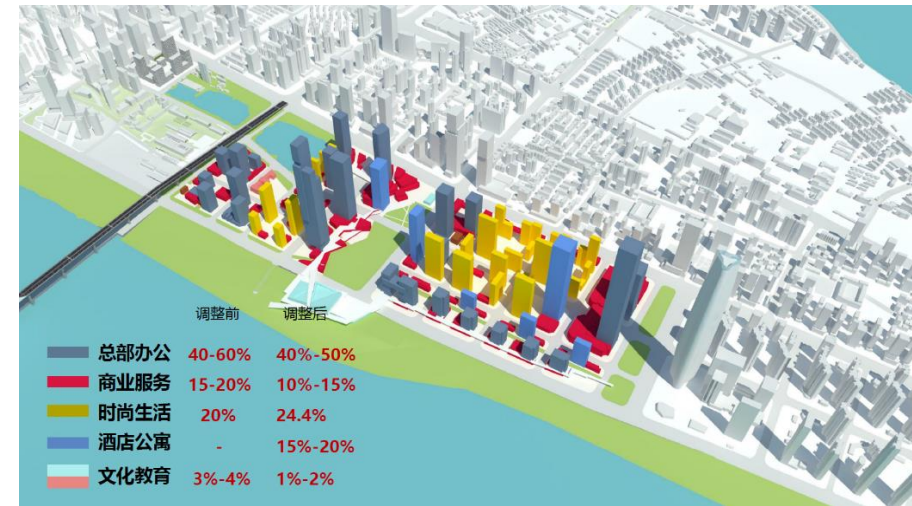 调整前 调整后
总部办公 40-60% 40%-50%
商业服务 15-20% 10%-15%
时尚生活 20% 24.4%
酒店公寓 - 15%-20%
文化教育 3%-4% 1%-2%